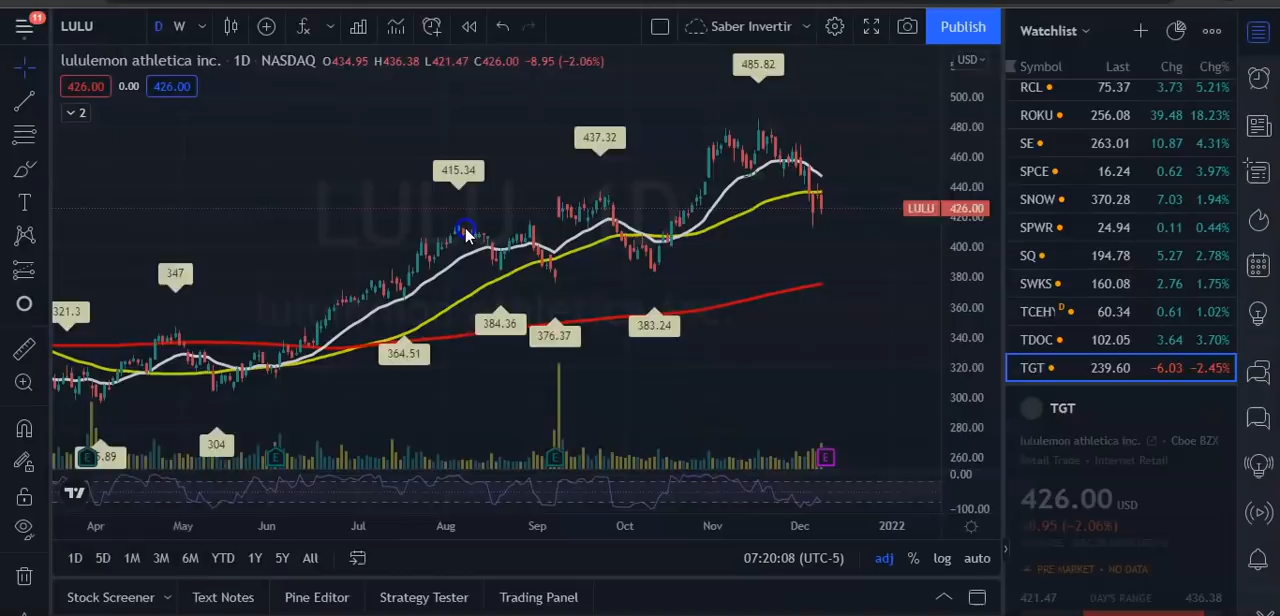 11
LULU D W Saber Invertir Publish
lululemon athletica inc. · 1D · NASDAQ O434.95 H436.38 L421.47 C426.00 -8.95 (-2.06%) USD
426.00 0.00 426.00
2
485.82
437.32
415.34
347
321.3
384.36
376.37
383.24
364.51
304
5.89
E E E E
500.00
480.00
460.00
440.00
LULU 426.00
420.00
400.00
380.00
360.00
340.00
320.00
300.00
280.00
260.00
0.00
-100.00
Apr May Jun Jul Aug Sep Oct Nov Dec 2022
1D 5D 1M 3M 6M YTD 1Y 5Y All 07:20:08 (UTC-5) adj % log auto
Stock Screener Text Notes Pine Editor Strategy Tester Trading Panel
Watchlist
Symbol Last Chg Chg%
RCL 75.37 3.73 5.21%
ROKU 256.08 39.48 18.23%
SE 263.01 10.87 4.31%
SPCE 16.24 0.62 3.97%
SNOW 370.28 7.03 1.94%
SPWR 24.94 0.11 0.44%
SQ 194.78 5.27 2.78%
SWKS 160.08 2.76 1.75%
TCEH D 60.34 0.61 1.02%
TDOC 102.05 3.64 3.70%
TGT 239.60 −6.03 −2.45%
TGT
lululemon athletica inc. Cboe BZX
Retail Trade • Internet Retail
426.00 USD
-8.95 (-2.06%)
PRE MARKET • NO DATA
421.47 DAY'S RANGE 436.38